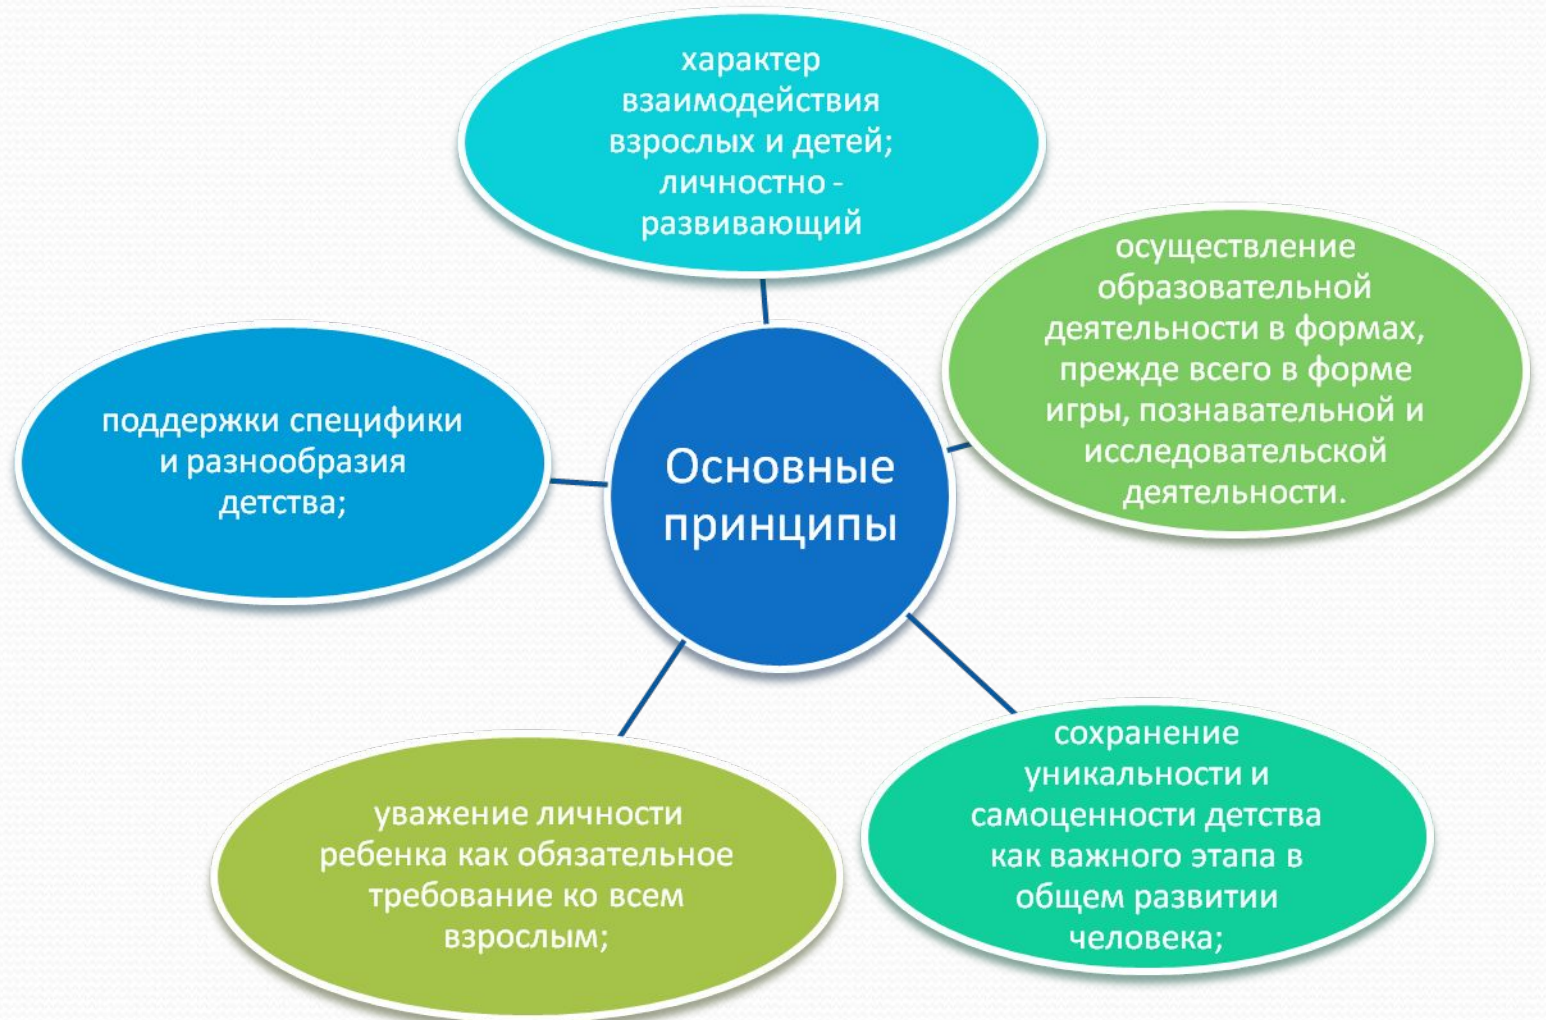 характер
взаимодействия
взрослых и детей;
личностно -
развивающий
осуществление
образовательной
деятельности в формах,
прежде всего в форме
игры, познавательной и
исследовательской
деятельности.
поддержки специфики
и разнообразия
детства;
Основные
принципы
сохранение
уникальности и
самоценности детства
как важного этапа в
общем развитии
человека;
уважение личности
ребенка как обязательное
требование ко всем
взрослым;